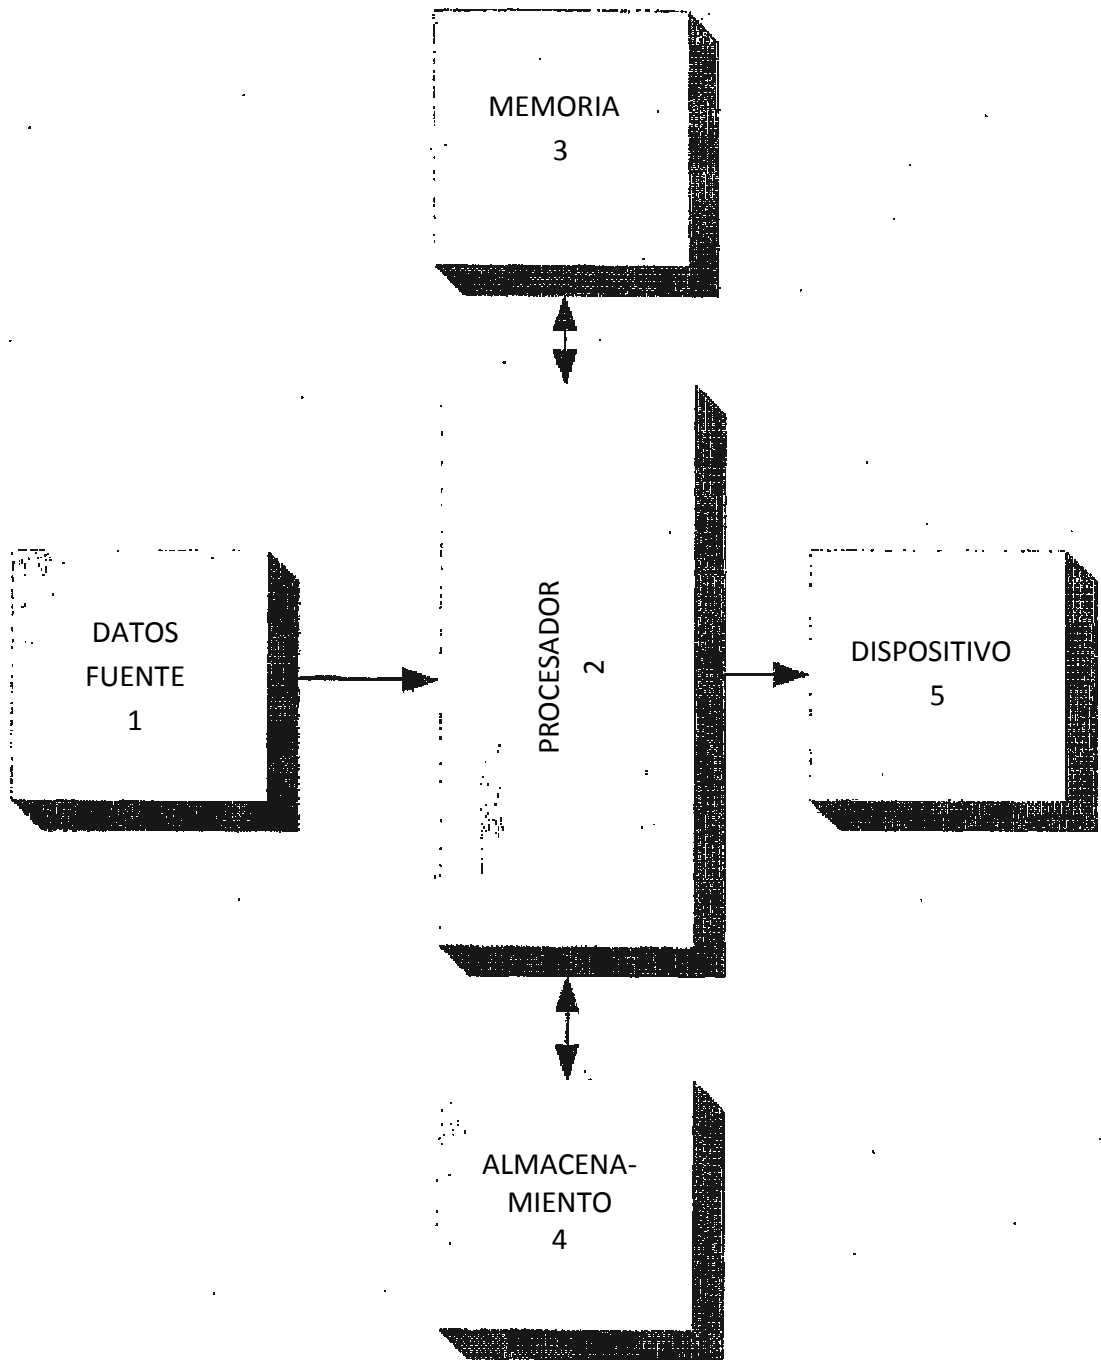 MEMORIA
3
DATOS
FUENTE
1
PROCESADOR
2
DISPOSITIVO
5
ALMACENA-
MIENTO
4